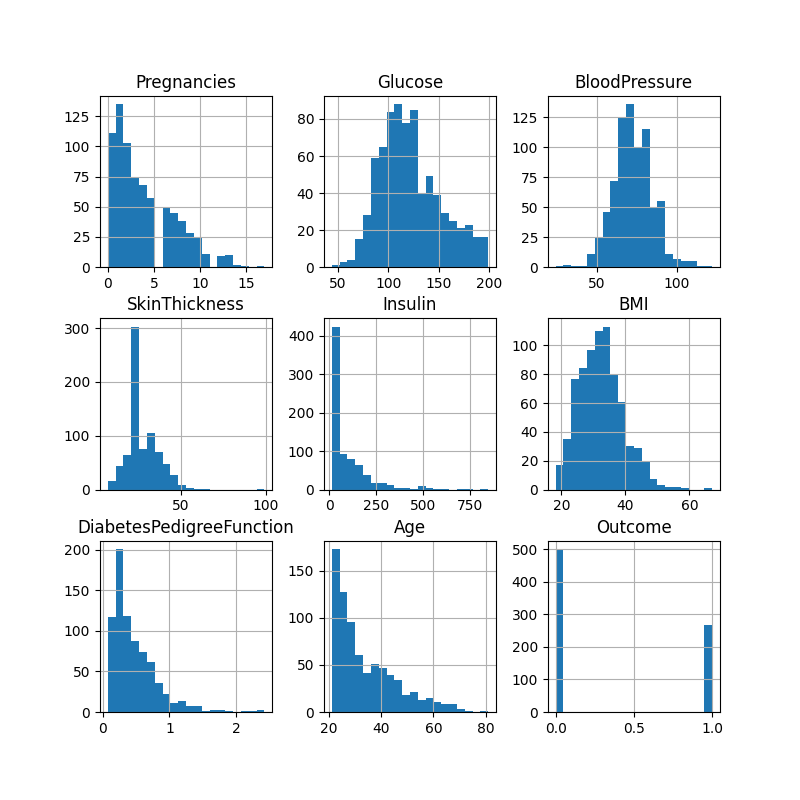 Pregnancies Glucose BloodPressure
125 80 125
100 60 100
75 40 75
50 20 50
25 0 25
0 0
0 5 10 15 50 100 150 200 50 100
SkinThickness Insulin BMI
300 400 100
200 300 80
100 200 60
0 100 40
0 20
0
50 100 0 250 500 750 20 40 60
DiabetesPedigreeFunction Age Outcome
200 150 500
150 100 400
100 50 300
50 0 200
0 100
0
0 1 2 20 40 60 80 0.0 0.5 1.0